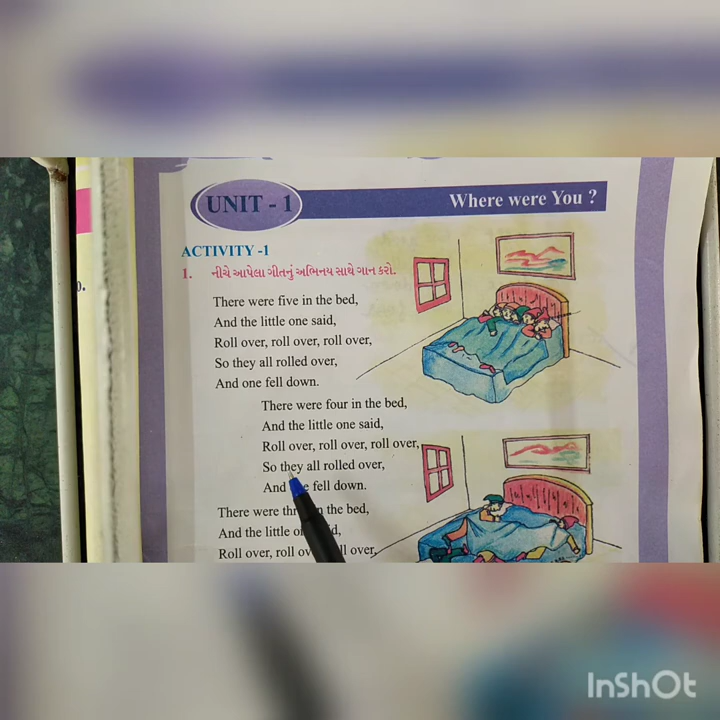 UNIT - 1
Where were You ?
ACTIVITY -1
1. નીચે આપેલા ગીતનું અભિનય સાથે ગાન કરો.
There were five in the bed,
And the little one said,
Roll over, roll over, roll over,
So they all rolled over,
And one fell down.
There were four in the bed,
And the little one said,
Roll over, roll over, roll over,
So they all rolled over,
And fell down.
There were in the bed,
And the little
Roll over, roll over,
InShOt